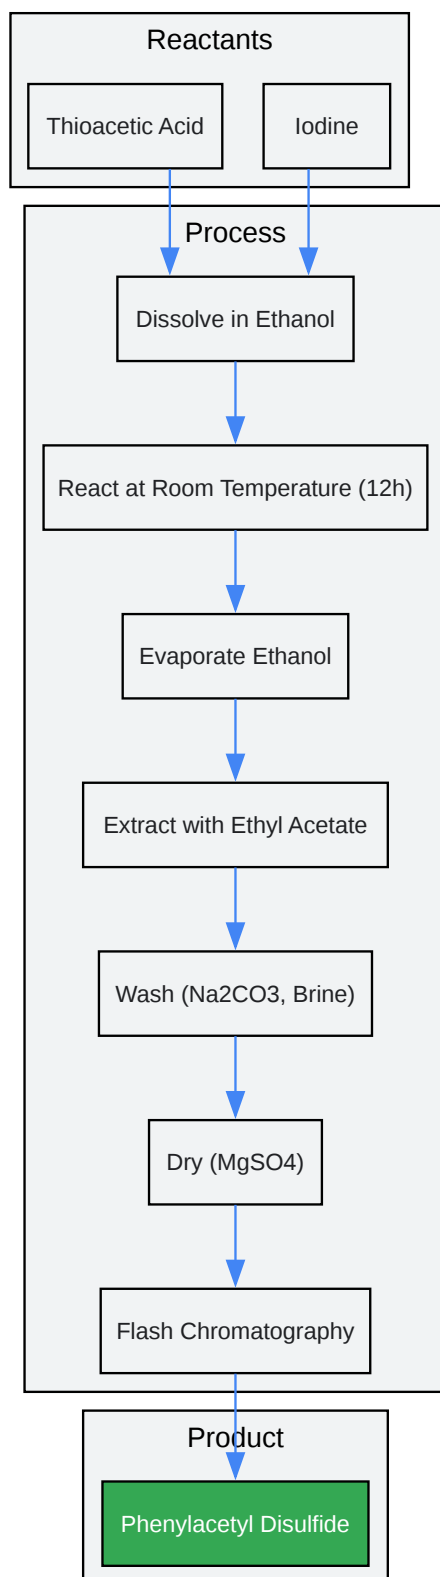 Reactants
Thioacetic Acid
Iodine
Process
Dissolve in Ethanol
React at Room Temperature (12h)
Evaporate Ethanol
Extract with Ethyl Acetate
Wash (Na2CO3, Brine)
Dry (MgSO4)
Flash Chromatography
Product
Phenylacetyl Disulfide